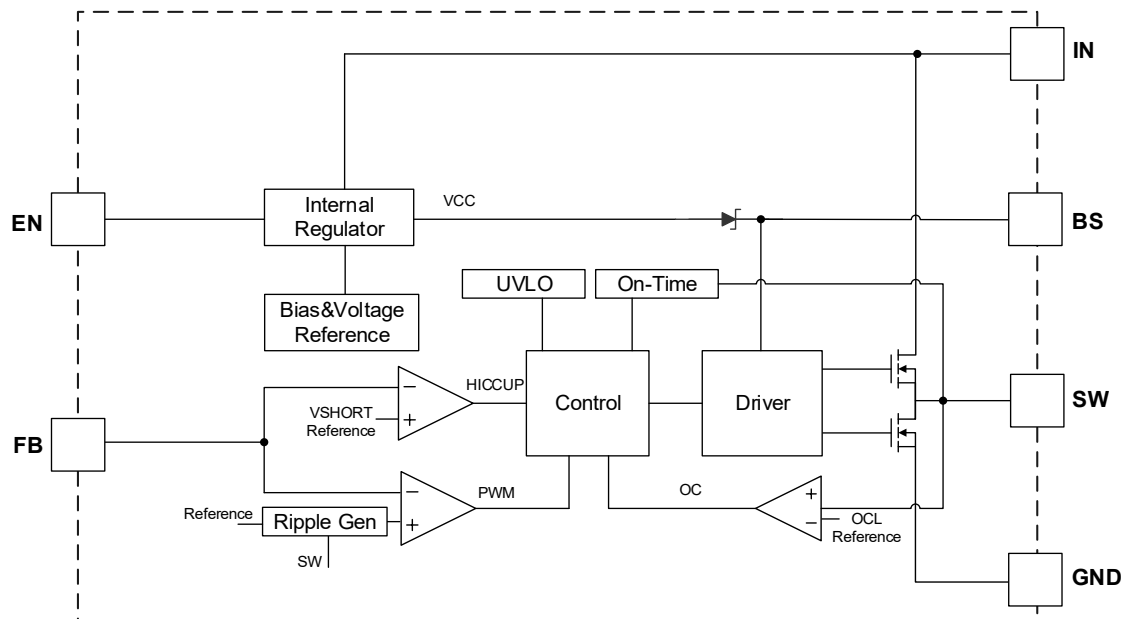 IN
EN
Internal
Regulator
VCC
BS
UVLO
On-Time
Bias&Voltage
Reference
HICCUP
Control
Driver
SW
−
VSHORT
+
Reference
FB
−
PWM
OC
+
Reference
Ripple Gen
+
−
OCL
Reference
SW
GND